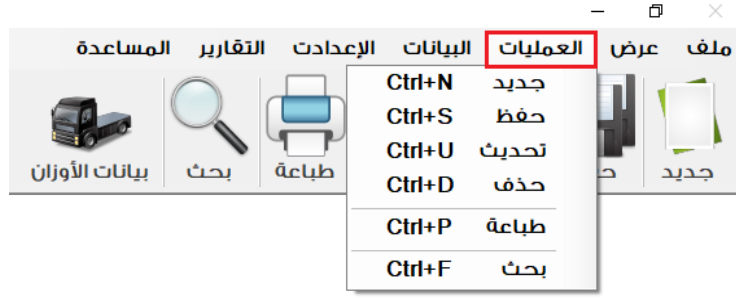 ملف عرض العمليات البيانات الإعدادت التقارير المساعدة
جديد Ctrl+N
حفظ Ctrl+S
تحديث Ctrl+U
حذف Ctrl+D
طباعة Ctrl+P
بحث Ctrl+F
جديد طباعة بحث بيانات الأوزان